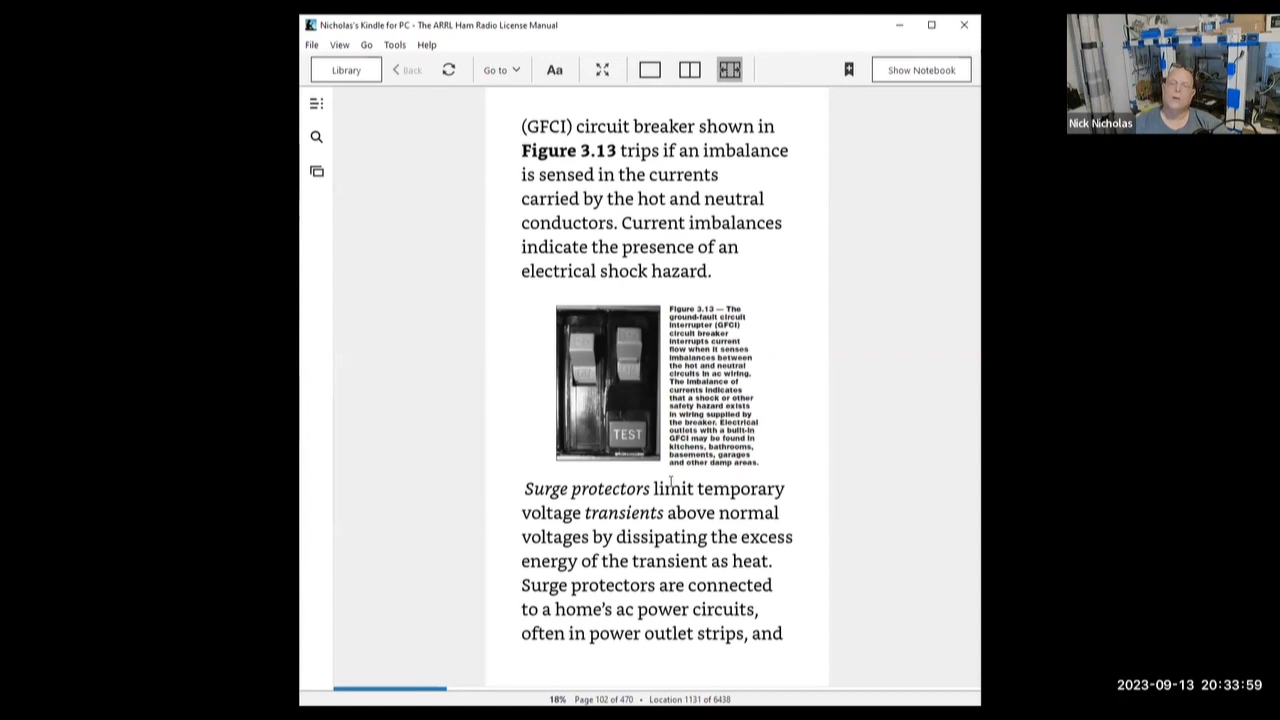 Nicholas's Kindle for PC - The ARRL Ham Radio License Manual
File View Go Tools Help
Library
Back
Go to
Aa
Show Notebook
(GFCI) circuit breaker shown in
Figure 3.13 trips if an imbalance
is sensed in the currents
carried by the hot and neutral
conductors. Current imbalances
indicate the presence of an
electrical shock hazard.
TEST
Figure 3.13 — The
ground-fault circuit
interrupter (GFCI)
circuit breaker
interrupts current
flow when it senses
imbalances between
the hot and neutral
circuits in ac wiring.
The imbalance of
currents indicates
that a shock or other
safety hazard exists
in wiring supplied by
the breaker. Electrical
outlets with a built-in
GFCI may be found in
kitchens, bathrooms,
basements, garages
and other damp areas.
Surge protectors limit temporary
voltage transients above normal
voltages by dissipating the excess
energy of the transient as heat.
Surge protectors are connected
to a home's ac power circuits,
often in power outlet strips, and
18% Page 102 of 470 • Location 1131 of 6438
Nick Nicholas
2023-09-13 20:33:59